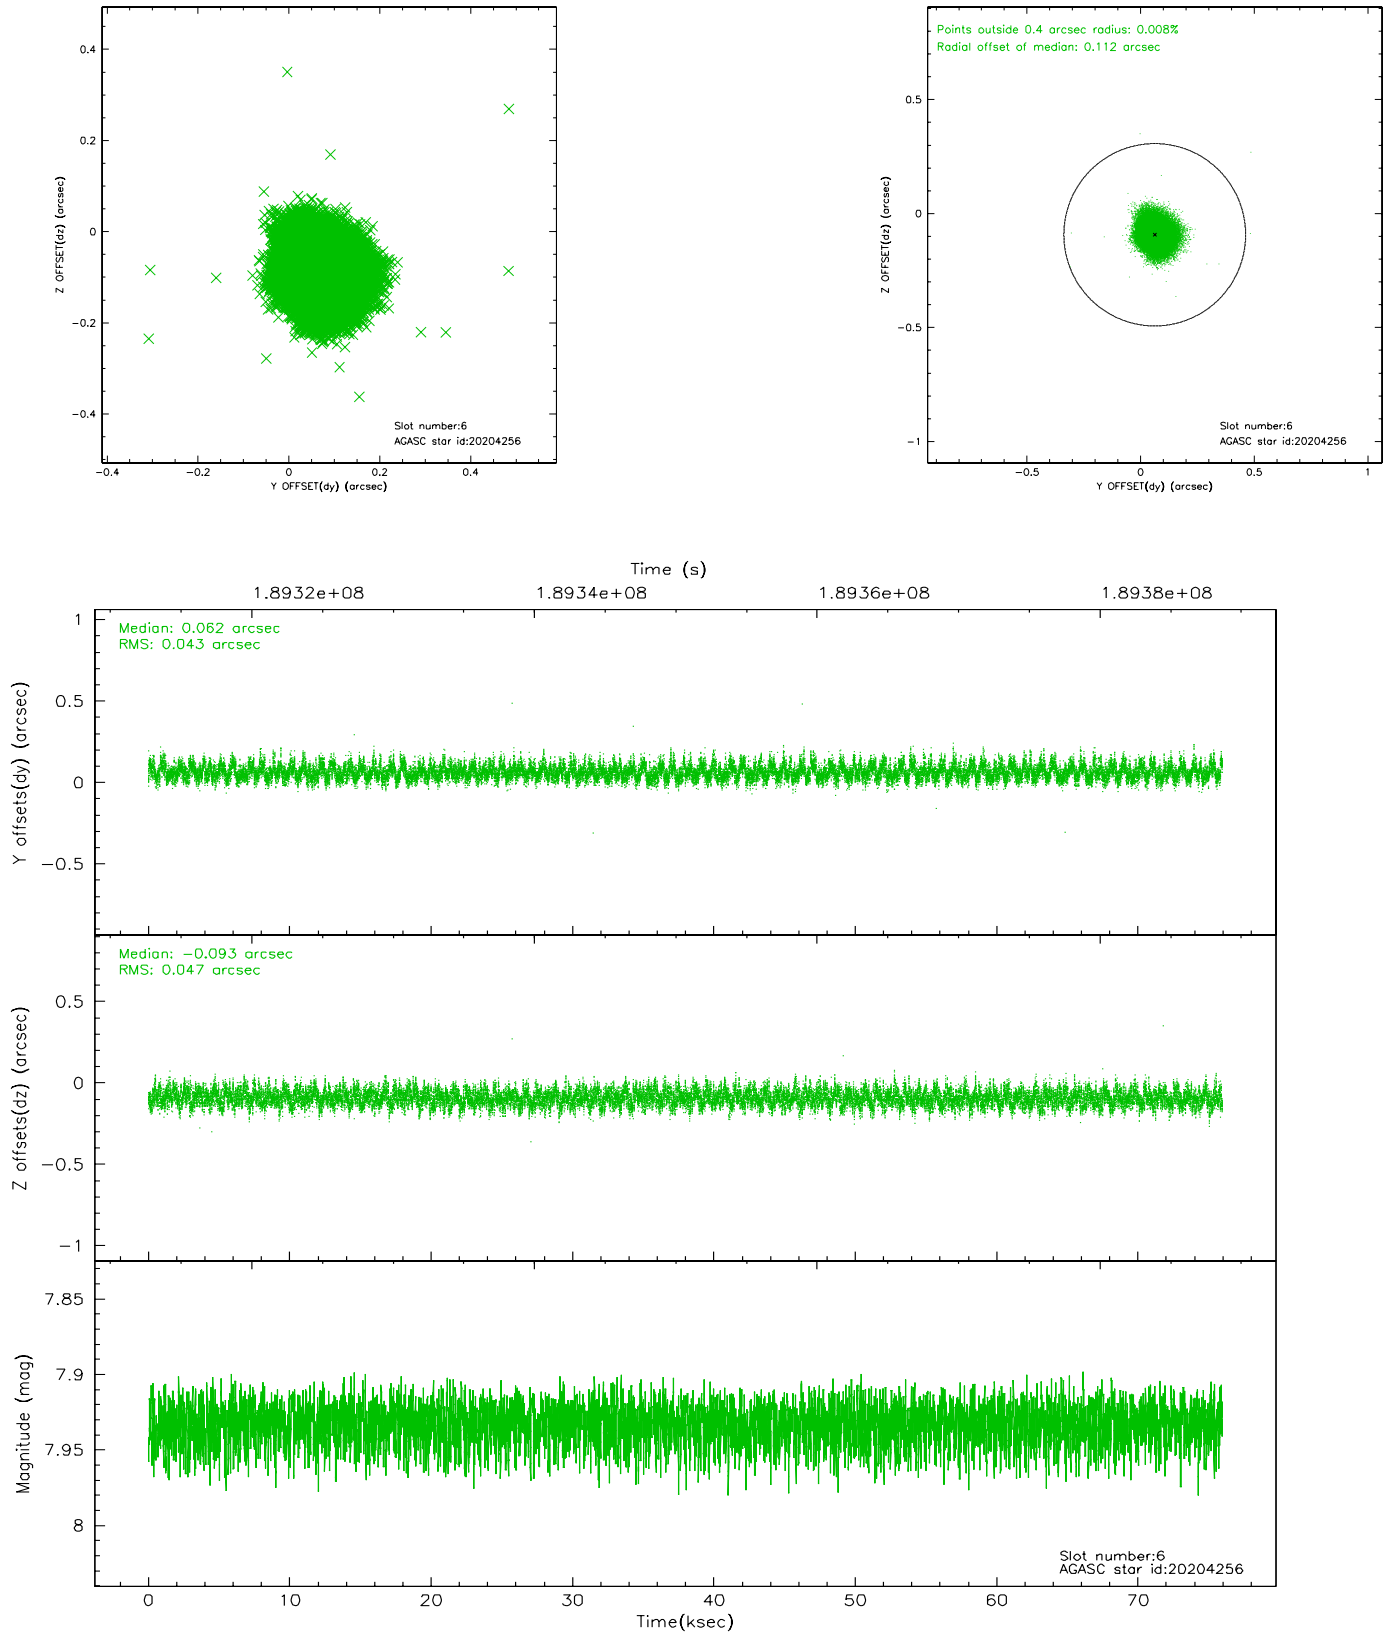 0.4
0.2
0
−0.2
−0.4
Z OFFSET(dz) (arcsec)
Slot number:6
AGASC star id:20204256
−0.4
−0.2
0
0.2
0.4
Y OFFSET(dy) (arcsec)
Points outside 0.4 arcsec radius: 0.008%
Radial offset of median: 0.112 arcsec
0.5
0
−0.5
−1
Z OFFSET(dz) (arcsec)
Slot number:6
AGASC star id:20204256
−0.5
0
0.5
1
Y OFFSET(dy) (arcsec)
Time (s)
1.8932e+08
1.8934e+08
1.8936e+08
1.8938e+08
Median: 0.062 arcsec
RMS: 0.043 arcsec
1
0.5
0
−0.5
Y offsets(dy) (arcsec)
Median: −0.093 arcsec
RMS: 0.047 arcsec
0.5
0
−0.5
−1
Z offsets(dz) (arcsec)
7.85
7.9
7.95
8
Magnitude (mag)
Slot number:6
AGASC star id:20204256
0
10
20
30
40
50
60
70
Time(ksec)